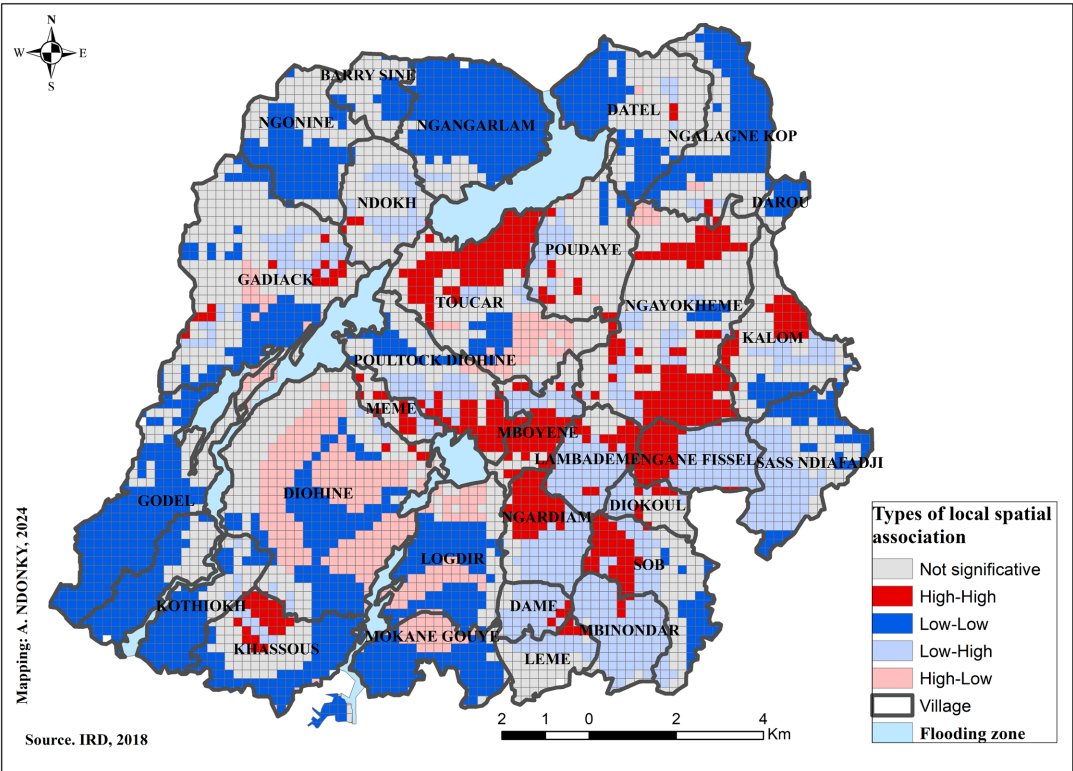 N
W E
S
BARRY SINE
NGONINE
NGANGARLAM
DATEL
NGALAGNE KOP
NDOKH
DAROU
POUDAYE
GADIACK
TOUCAR
NGAYOKHEME
KALOM
POULTOCK DIOHINE
MEME
MBOYENE
LAMBADEMENGANE FISSEL
SASS NDIAFADJI
DIOHINE
GODEL
NGARDIAM
DIOKOUL
LOGDIR
SOB
KOTHIOKH
DAME
MOKANE GOUYE
MBINONDAR
KHASSOUS
LEME
Types of local spatial
association
Not significative
High-High
Low-Low
Low-High
High-Low
Village
Flooding zone
2 1 0 2 4
Km
Mapping: A. NDONKY, 2024
Source. IRD, 2018